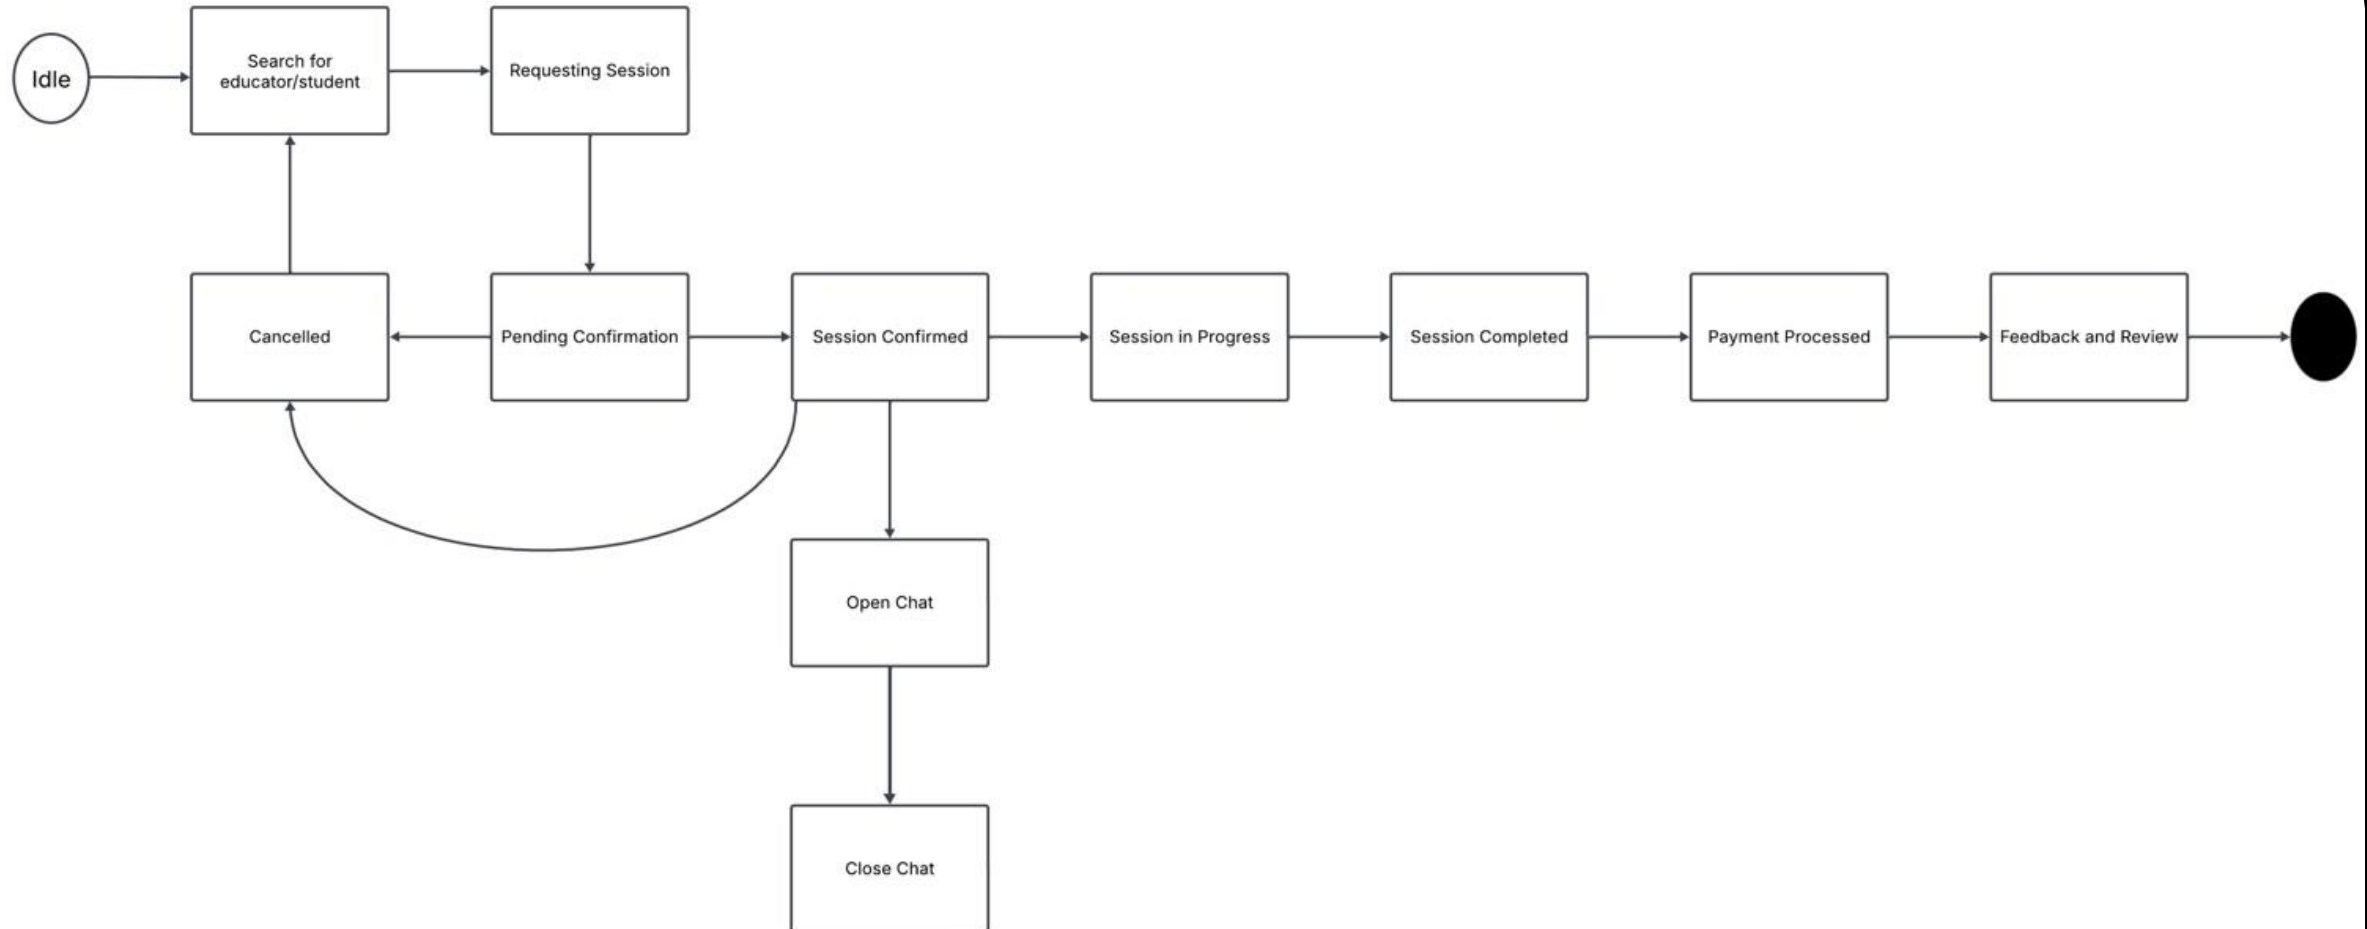 Idle
Search for
educator/student
Requesting Session
Cancelled
Pending Confirmation
Session Confirmed
Session in Progress
Session Completed
Payment Processed
Feedback and Review
Open Chat
Close Chat